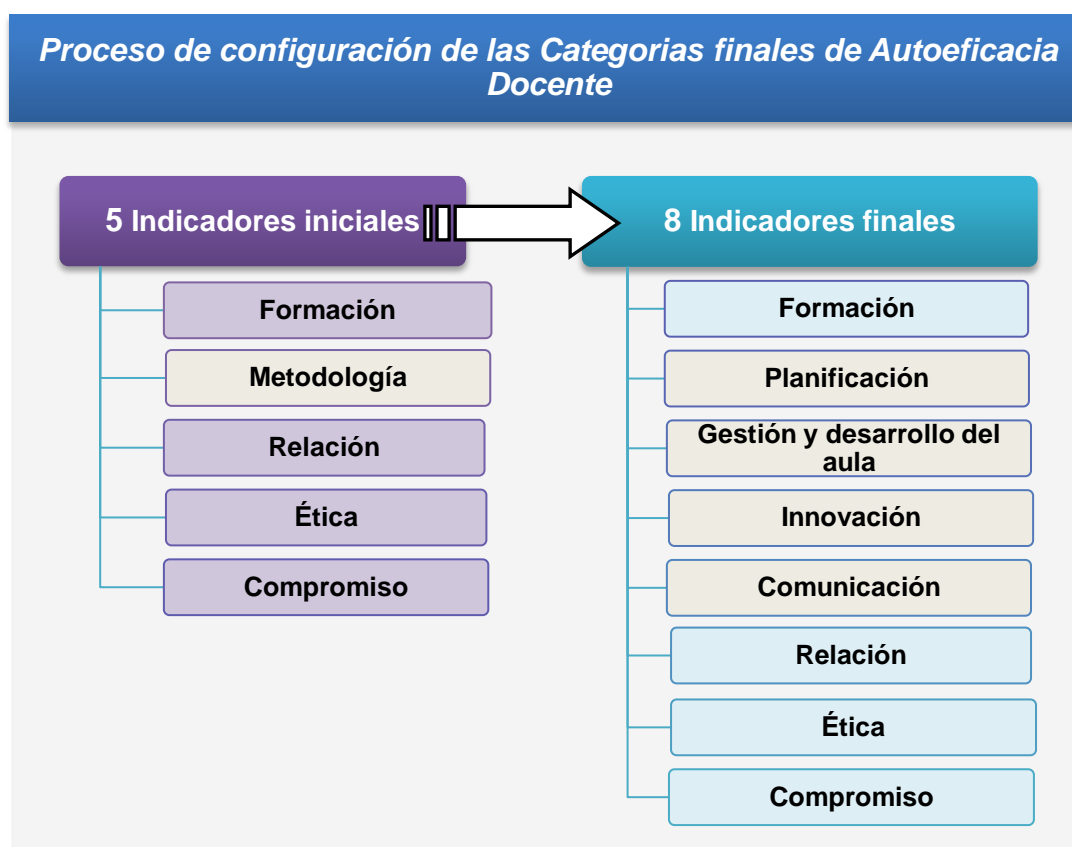 Proceso de configuración de las Categorias finales de Autoeficacia
Docente
5 Indicadores iniciales
Formación
Metodología
Relación
Ética
Compromiso
8 Indicadores finales
Formación
Planificación
Gestión y desarrollo del
aula
Innovación
Comunicación
Relación
Ética
Compromiso